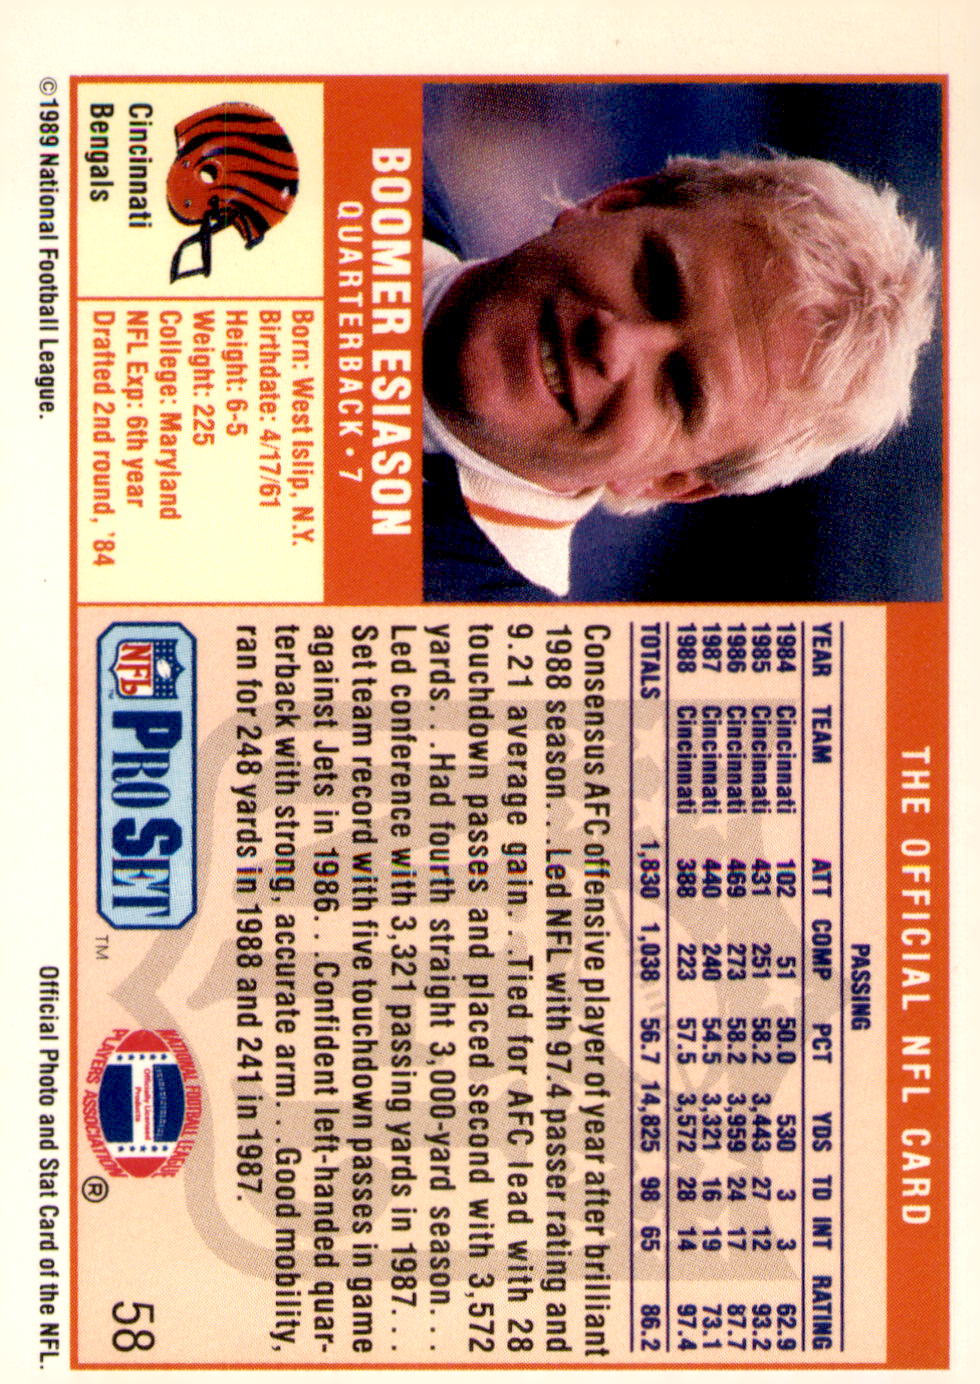 THE OFFICIAL NFL CARD
BOOMER ESIASON
QUARTERBACK • 7
Cincinnati
Bengals
Born: West Islip, N.Y.
Birthdate: 4/17/61
Height: 6-5
Weight: 225
College: Maryland
NFL Exp: 6th year
Drafted 2nd round, '84
PASSING
YEAR TEAM ATT COMP PCT YDS TD INT RATING
1984 Cincinnati 102 51 50.0 530 3 3 62.9
1985 Cincinnati 431 251 58.2 3,443 27 12 93.2
1986 Cincinnati 469 273 58.2 3,959 24 17 87.7
1987 Cincinnati 440 240 54.5 3,321 16 19 73.1
1988 Cincinnati 388 223 57.5 3,572 28 14 97.4
TOTALS 1,830 1,038 56.7 14,825 98 65 86.2
Consensus AFC offensive player of year after brilliant
1988 season. . .Led NFL with 97.4 passer rating and
9.21 average gain. . .Tied for AFC lead with 28
touchdown passes and placed second with 3,572
yards. . .Had fourth straight 3,000-yard season. . .
Led conference with 3,321 passing yards in 1987. . .
Set team record with five touchdown passes in game
against Jets in 1986. . .Confident left-handed quar-
terback with strong, accurate arm. . .Good mobility,
ran for 248 yards in 1988 and 241 in 1987.
NFL PRO SET ™
NATIONAL FOOTBALL LEAGUE
Officially Licensed
Products
PLAYERS ASSOCIATION
®
58
©1989 National Football League.
Official Photo and Stat Card of the NFL.